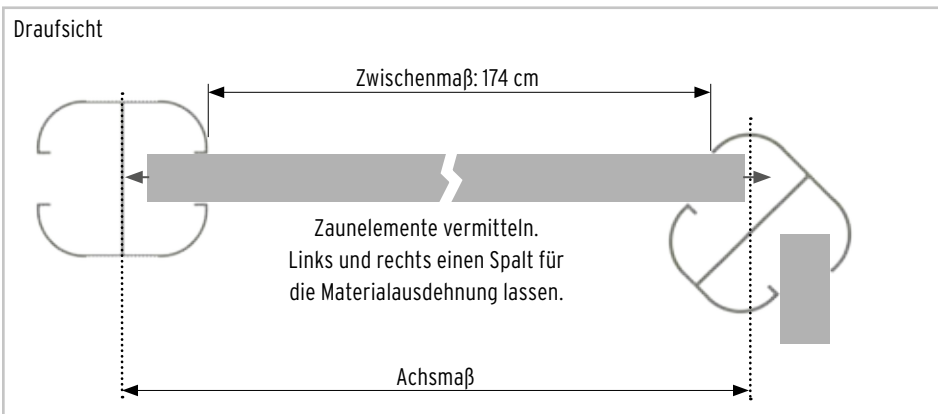 Draufsicht
Zwischenmaß: 174 cm
Zaunelemente vermitteln.
Links und rechts einen Spalt für
die Materialausdehnung lassen.
Achsmaß